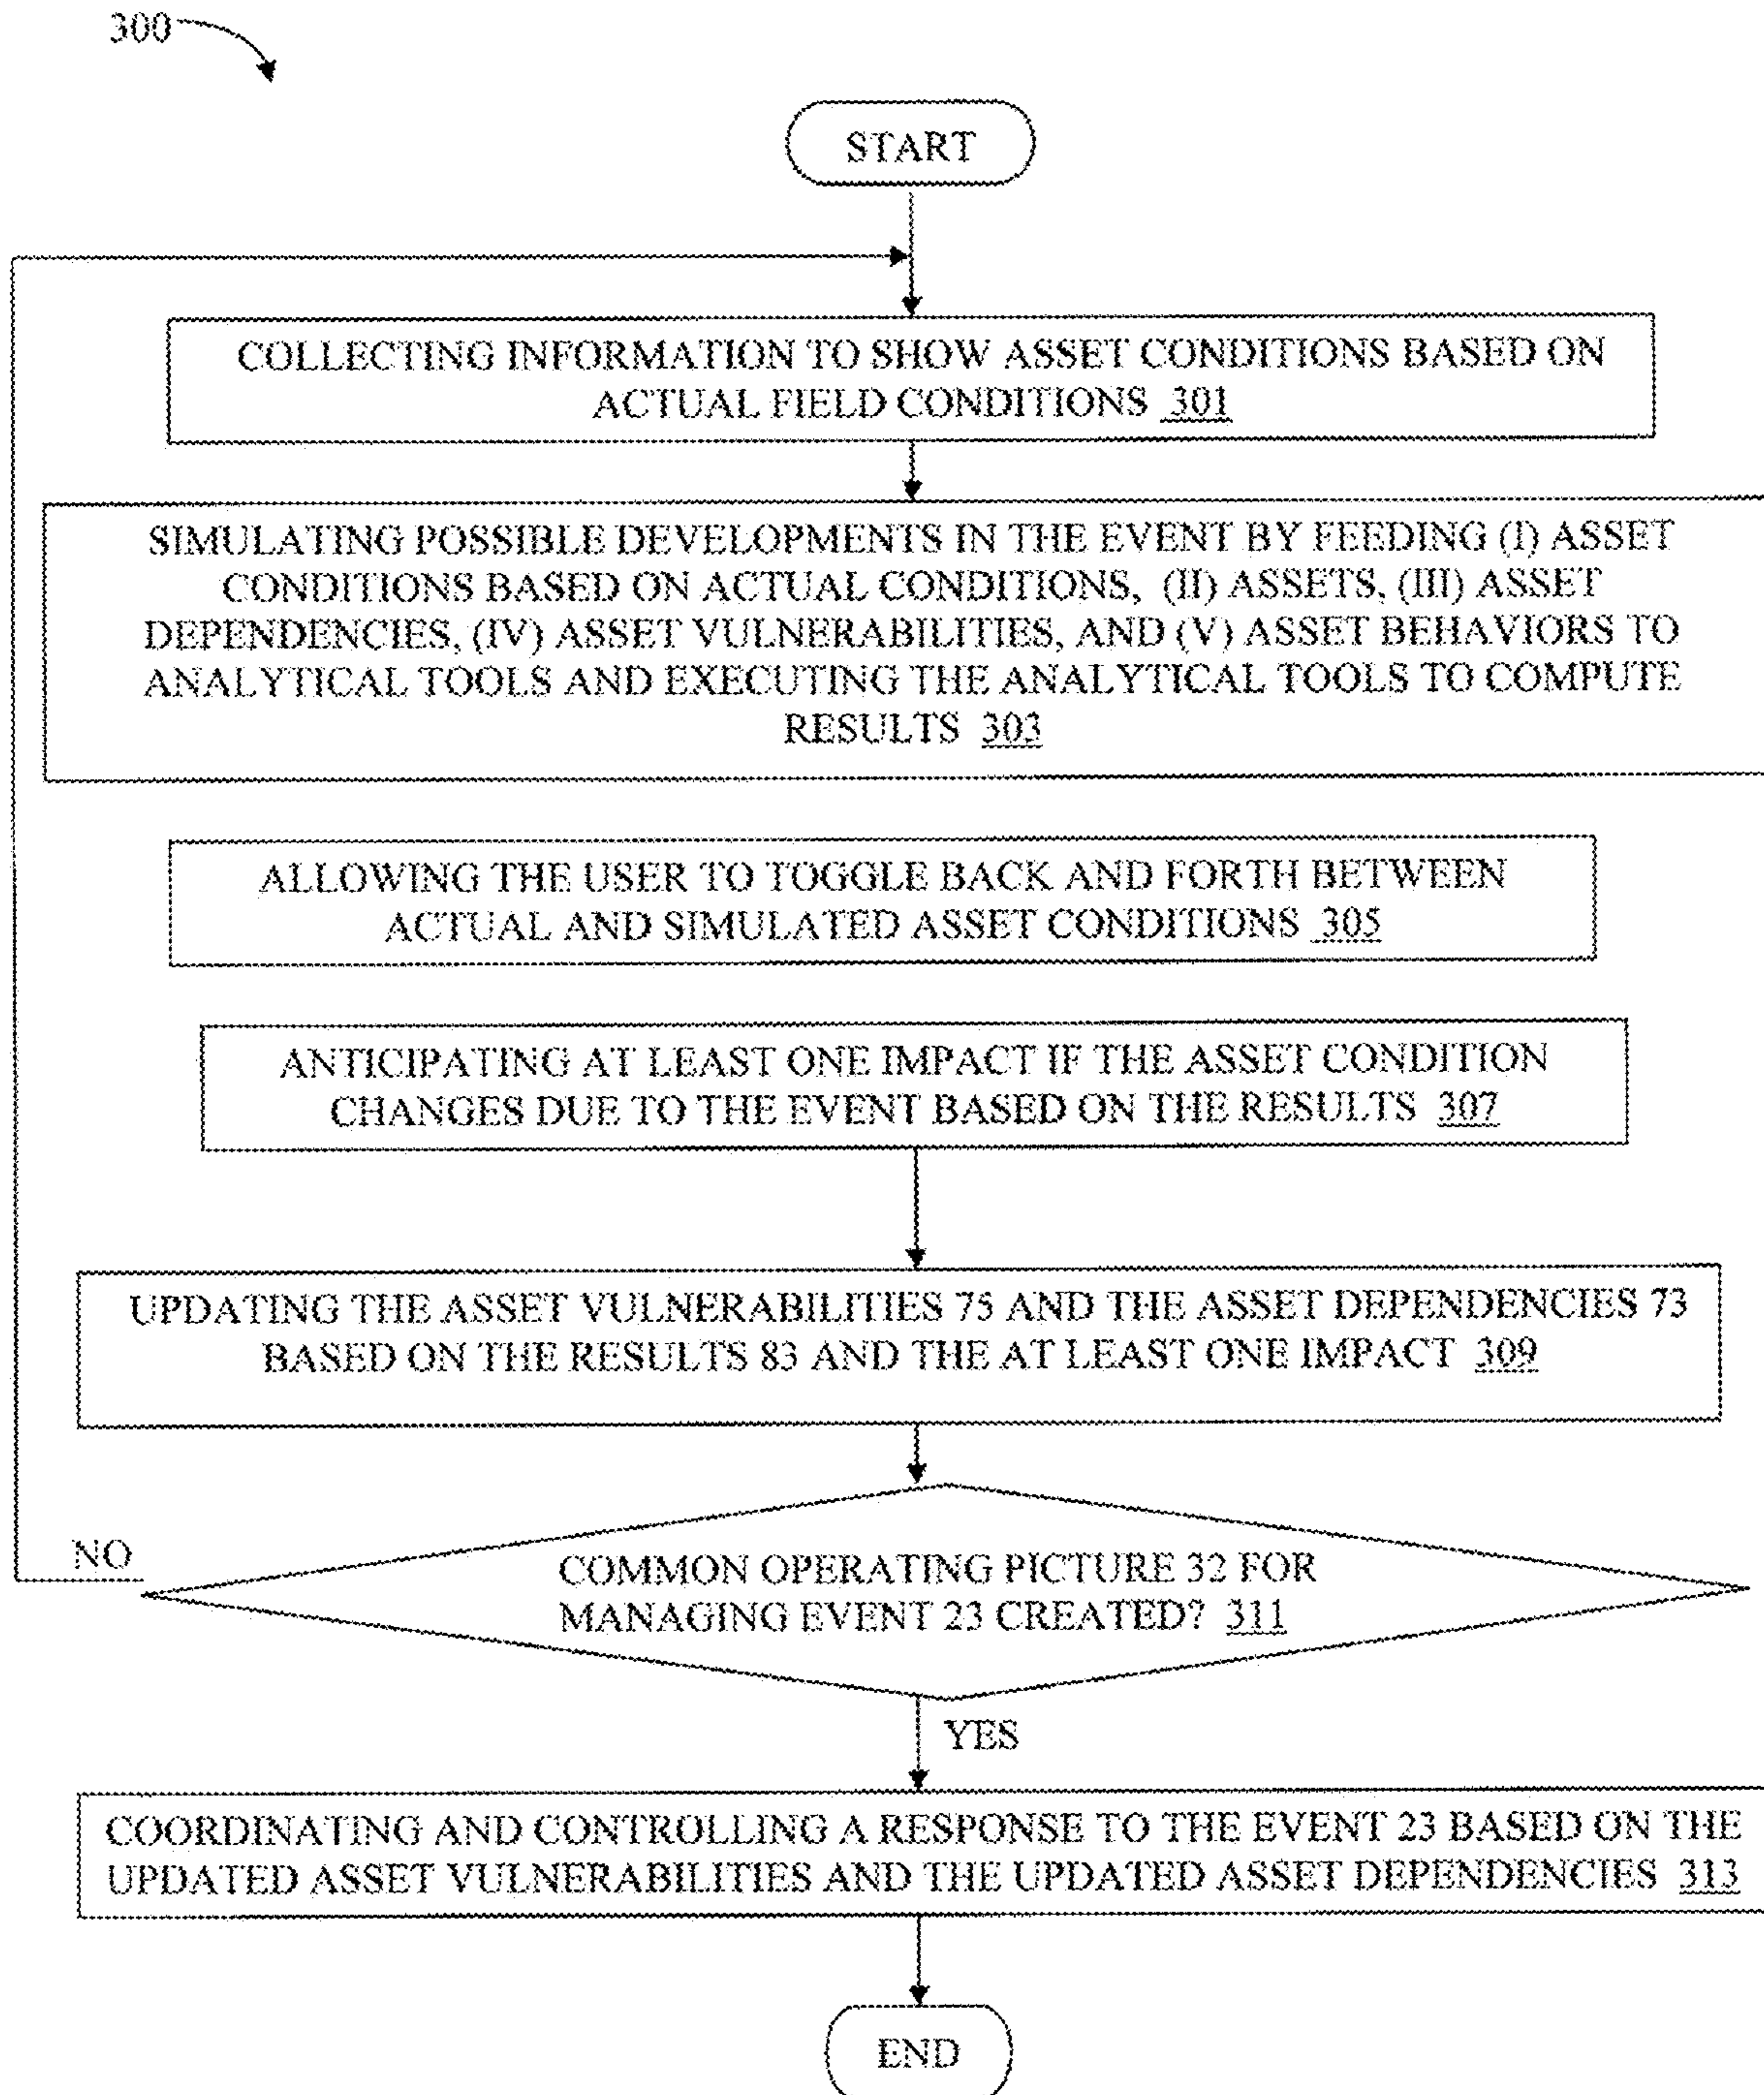 300
START
COLLECTING INFORMATION TO SHOW ASSET CONDITIONS BASED ON
ACTUAL FIELD CONDITIONS 301
SIMULATING POSSIBLE DEVELOPMENTS IN THE EVENT BY FEEDING (I) ASSET
CONDITIONS BASED ON ACTUAL CONDITIONS, (II) ASSETS, (III) ASSET
DEPENDENCIES, (IV) ASSET VULNERABILITIES, AND (V) ASSET BEHAVIORS TO
ANALYTICAL TOOLS AND EXECUTING THE ANALYTICAL TOOLS TO COMPUTE
RESULTS 303
ALLOWING THE USER TO TOGGLE BACK AND FORTH BETWEEN
ACTUAL AND SIMULATED ASSET CONDITIONS 305
ANTICIPATING AT LEAST ONE IMPACT IF THE ASSET CONDITION
CHANGES DUE TO THE EVENT BASED ON THE RESULTS 307
UPDATING THE ASSET VULNERABILITIES 75 AND THE ASSET DEPENDENCIES 73
BASED ON THE RESULTS 83 AND THE AT LEAST ONE IMPACT 309
NO
COMMON OPERATING PICTURE 32 FOR
MANAGING EVENT 23 CREATED? 311
YES
COORDINATING AND CONTROLLING A RESPONSE TO THE EVENT 23 BASED ON THE
UPDATED ASSET VULNERABILITIES AND THE UPDATED ASSET DEPENDENCIES 313
END